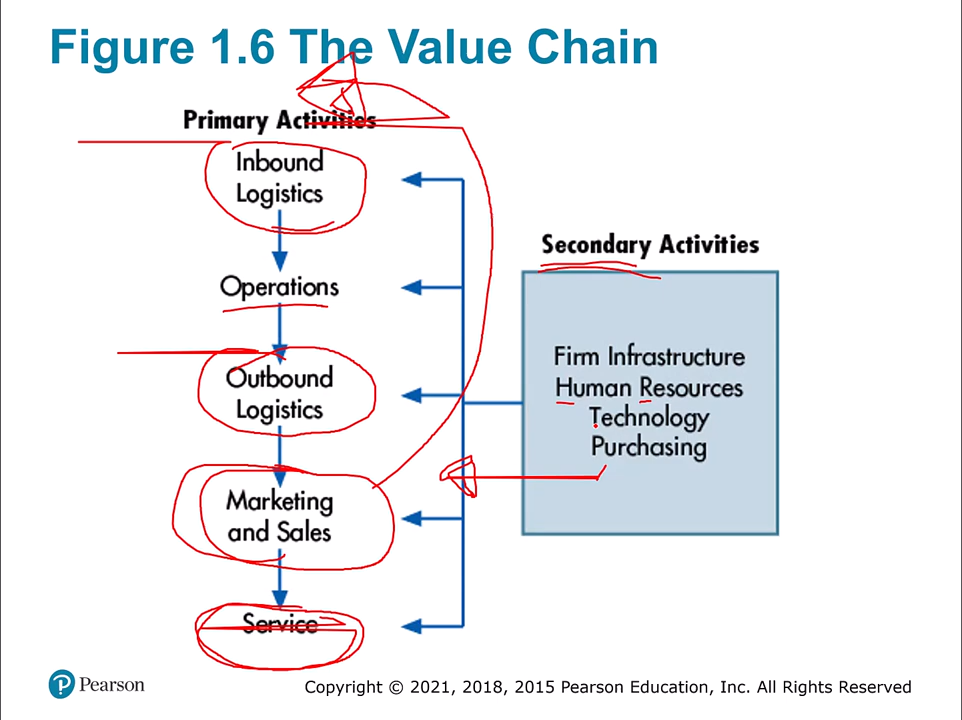 Figure 1.6 The Value Chain
Primary Activities
Inbound
Logistics
Operations
Outbound
Logistics
Marketing
and Sales
Service
Secondary Activities
Firm Infrastructure
Human Resources
Technology
Purchasing
P Pearson
Copyright © 2021, 2018, 2015 Pearson Education, Inc. All Rights Reserved